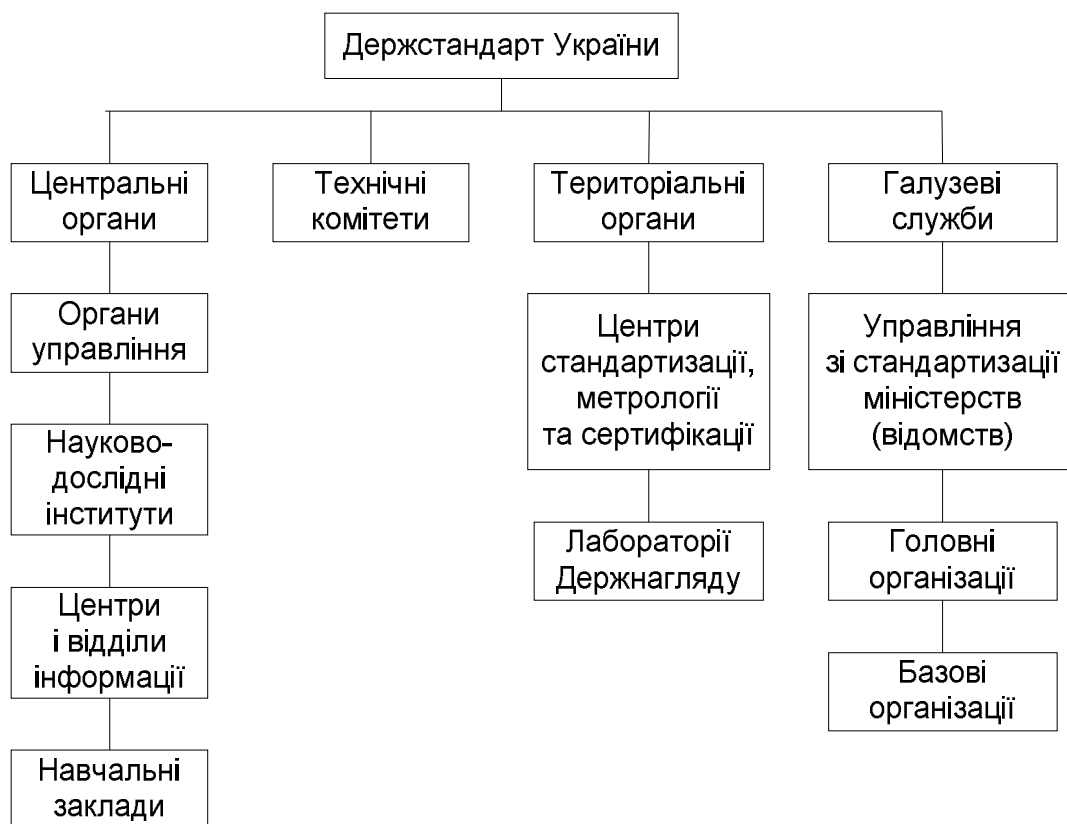 Держстандарт України
Центральні
органи
Технічні
комітети
Територіальні
органи
Галузеві
служби
Органи
управління
Центри
стандартизації,
метрології
та сертифікації
Управління
зі стандартизації
міністерств
(відомств)
Науково-
дослідні
інститути
Лабораторії
Держнагляду
Головні
організації
Центри
і відділи
інформації
Базові
організації
Навчальні
заклади